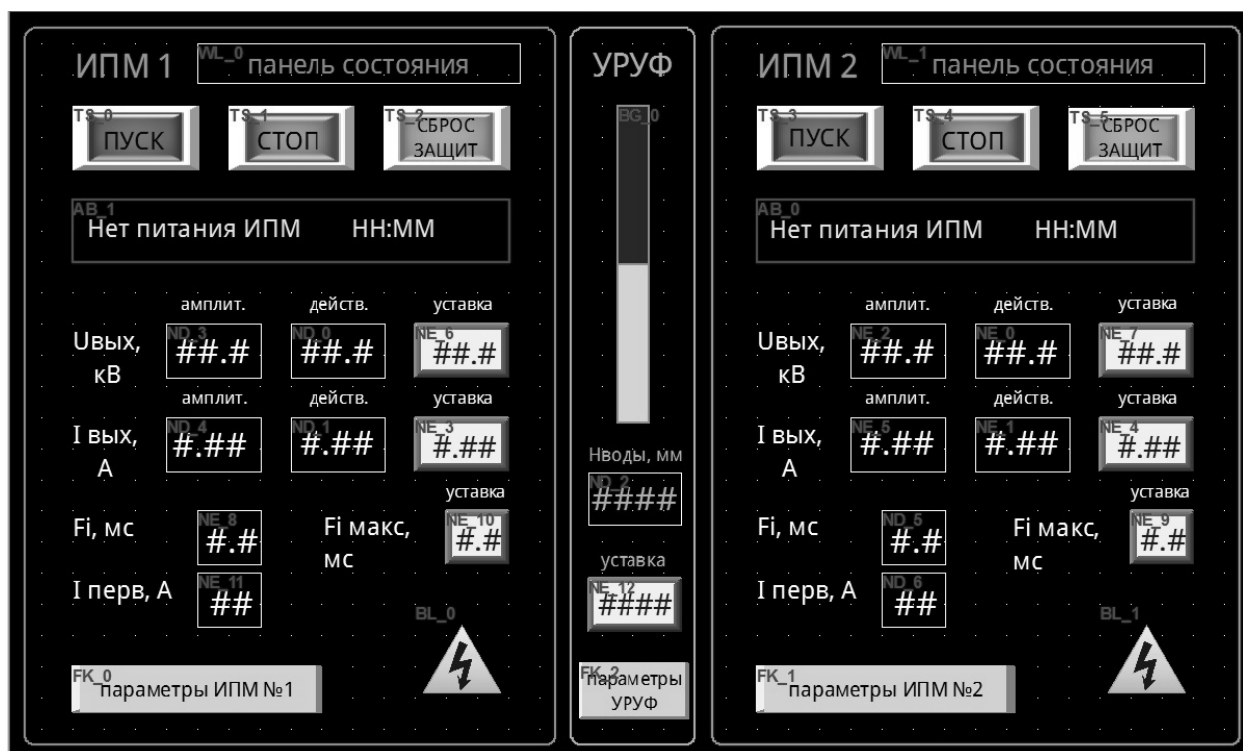 ИПМ 1
WL_0
панель состояния
TS_0
ПУСК
TS_1
СТОП
TS_2
СБРОС
ЗАЩИТ
AB_1
Нет питания ИПМ НН:ММ
амплит. действ. уставка
Uвых,
кВ
ND_3
##.#
ND_0
##.#
NE_6
##.#
амплит. действ. уставка
I вых,
А
ND_4
#.##
ND_1
#.##
NE_3
#.##
уставка
Fi, мс
NE_8
#.#
Fi макс,
мс
NE_10
#.#
I перв, А
NE_11
##
BL_0
FK_0
параметры ИПМ №1
УРУФ
BG_0
Нводы, мм
ND_2
####
уставка
NE_12
####
FK_2
параметры
УРУФ
ИПМ 2
WL_1
панель состояния
TS_3
ПУСК
TS_4
СТОП
TS_5
СБРОС
ЗАЩИТ
AB_0
Нет питания ИПМ НН:ММ
амплит. действ. уставка
Uвых,
кВ
NE_2
##.#
NE_0
##.#
NE_7
##.#
амплит. действ. уставка
I вых,
А
NE_5
#.##
NE_1
#.##
NE_4
#.##
уставка
Fi, мс
ND_5
#.#
Fi макс,
мс
NE_9
#.#
I перв, А
ND_6
##
BL_1
FK_1
параметры ИПМ №2